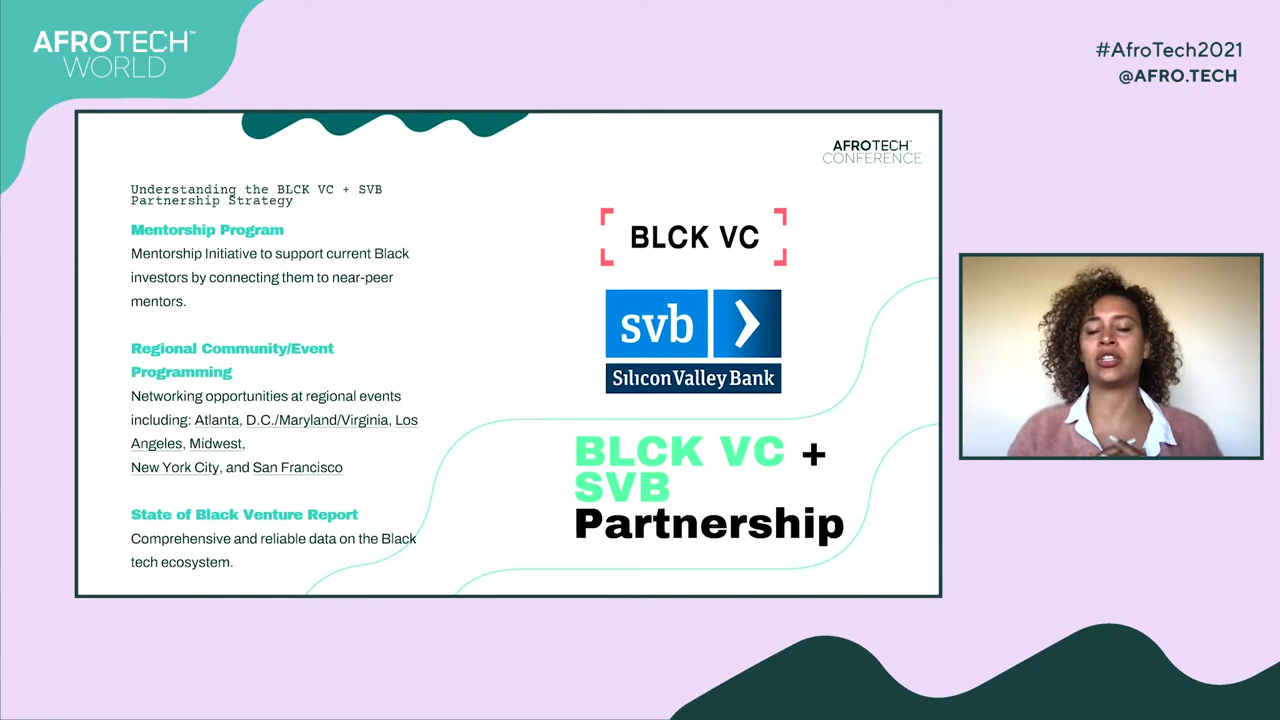 AFROTECH™
WORLD
#AfroTech2021
@AFRO.TECH
AFROTECH™
CONFERENCE
Understanding the BLCK VC + SVB
Partnership Strategy
Mentorship Program
Mentorship Initiative to support current Black
investors by connecting them to near-peer
mentors.
Regional Community/Event
Programming
Networking opportunities at regional events
including: Atlanta, D.C./Maryland/Virginia, Los
Angeles, Midwest,
New York City, and San Francisco
State of Black Venture Report
Comprehensive and reliable data on the Black
tech ecosystem.
BLCK VC
svb
Silicon Valley Bank
BLCK VC +
SVB
Partnership